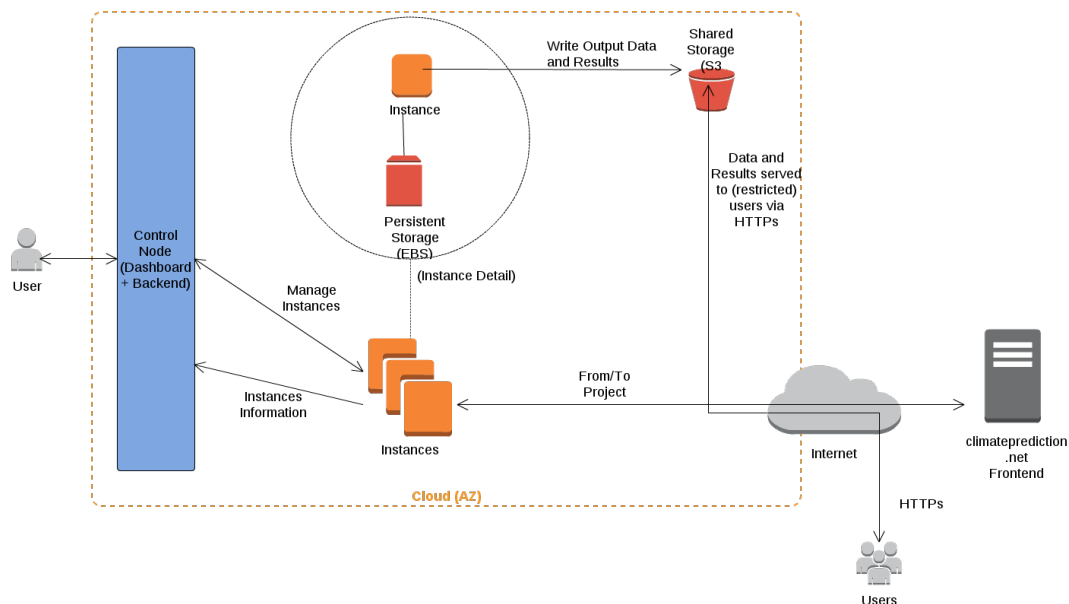 Shared
Storage
(S3
Write Output Data
and Results
Instance
Data and
Results served
to (restricted)
users via
HTTPs
Persistent
Storage
(EBS)
(Instance Detail)
Control
Node
(Dashboard
+ Backend)
User
Manage
Instances
From/To
Project
Instances
Information
Instances
Internet
climateprediction
.net
Frontend
Cloud (AZ)
HTTPs
Users